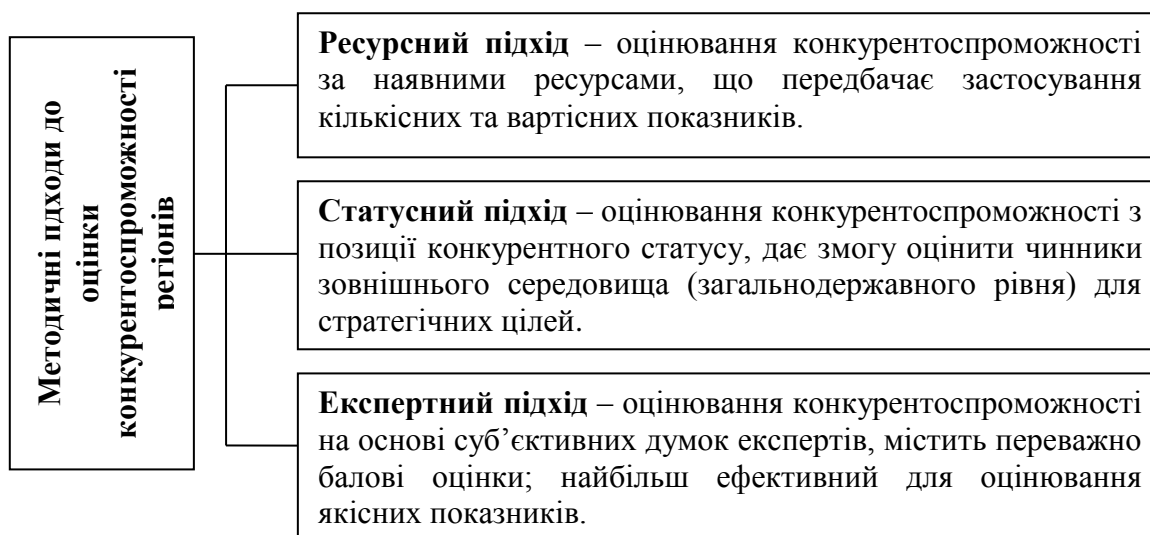 Методичні пдходи до
оцінки
конкурентоспроможності
регіонів
Ресурсний підхід – оцінювання конкурентоспроможності
за наявними ресурсами, що передбачає застосування
кількісних та вартісних показників.
Статусний підхід – оцінювання конкурентоспроможності з
позиції конкурентного статусу, дає змогу оцінити чинники
зовнішнього середовища (загальнодержавного рівня) для
стратегічних цілей.
Експертний підхід – оцінювання конкурентоспроможності
на основі суб’єктивних думок експертів, містить переважно
балові оцінки; найбільш ефективний для оцінювання
якісних показників.